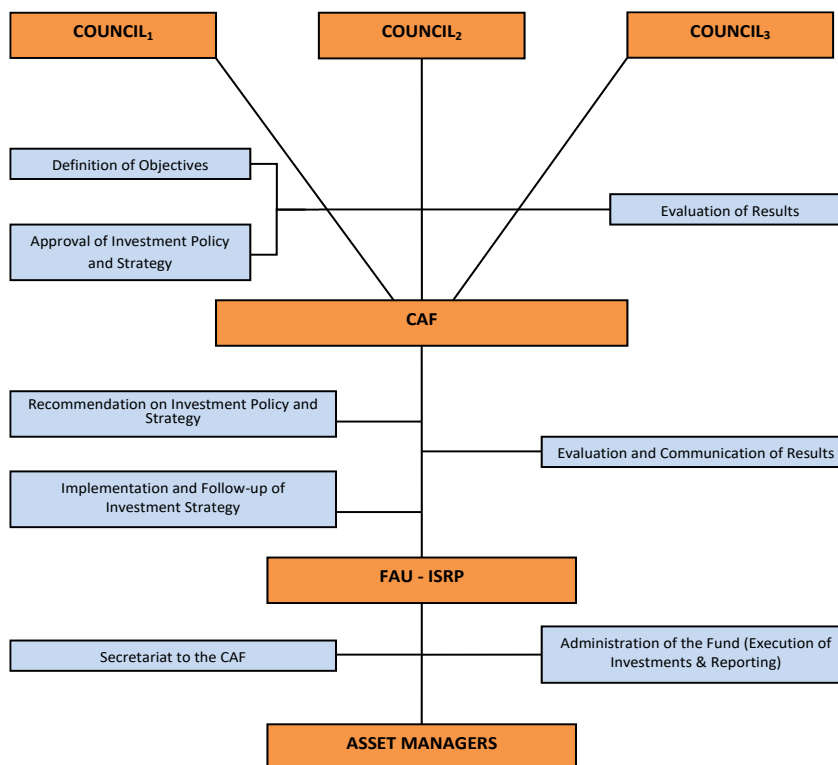 COUNCIL₁
COUNCIL₂
COUNCIL₃
Definition of Objectives
Evaluation of Results
Approval of Investment Policy
and Strategy
CAF
Recommendation on Investment Policy and
Strategy
Evaluation and Communication of Results
Implementation and Follow-up of
Investment Strategy
FAU - ISRP
Secretariat to the CAF
Administration of the Fund (Execution of
Investments & Reporting)
ASSET MANAGERS